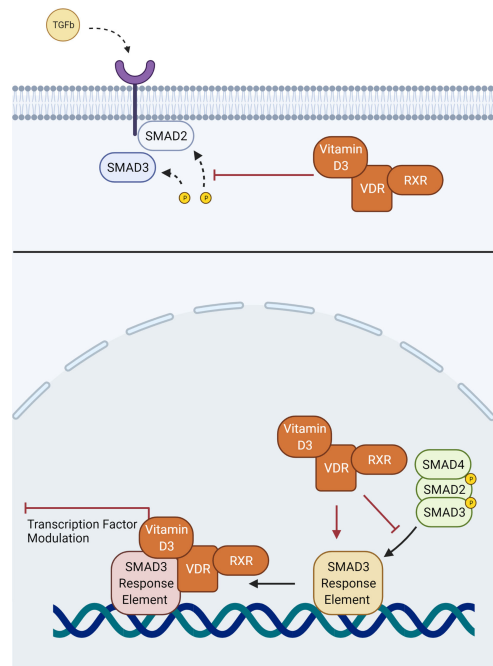 TGFb
SMAD2
SMAD3
P
P
Vitamin
D3
VDR
RXR
Vitamin
D3
VDR
RXR
SMAD4
P
SMAD2
P
SMAD3
Transcription Factor
Modulation
Vitamin
D3
VDR
RXR
SMAD3
Response
Element
SMAD3
Response
Element